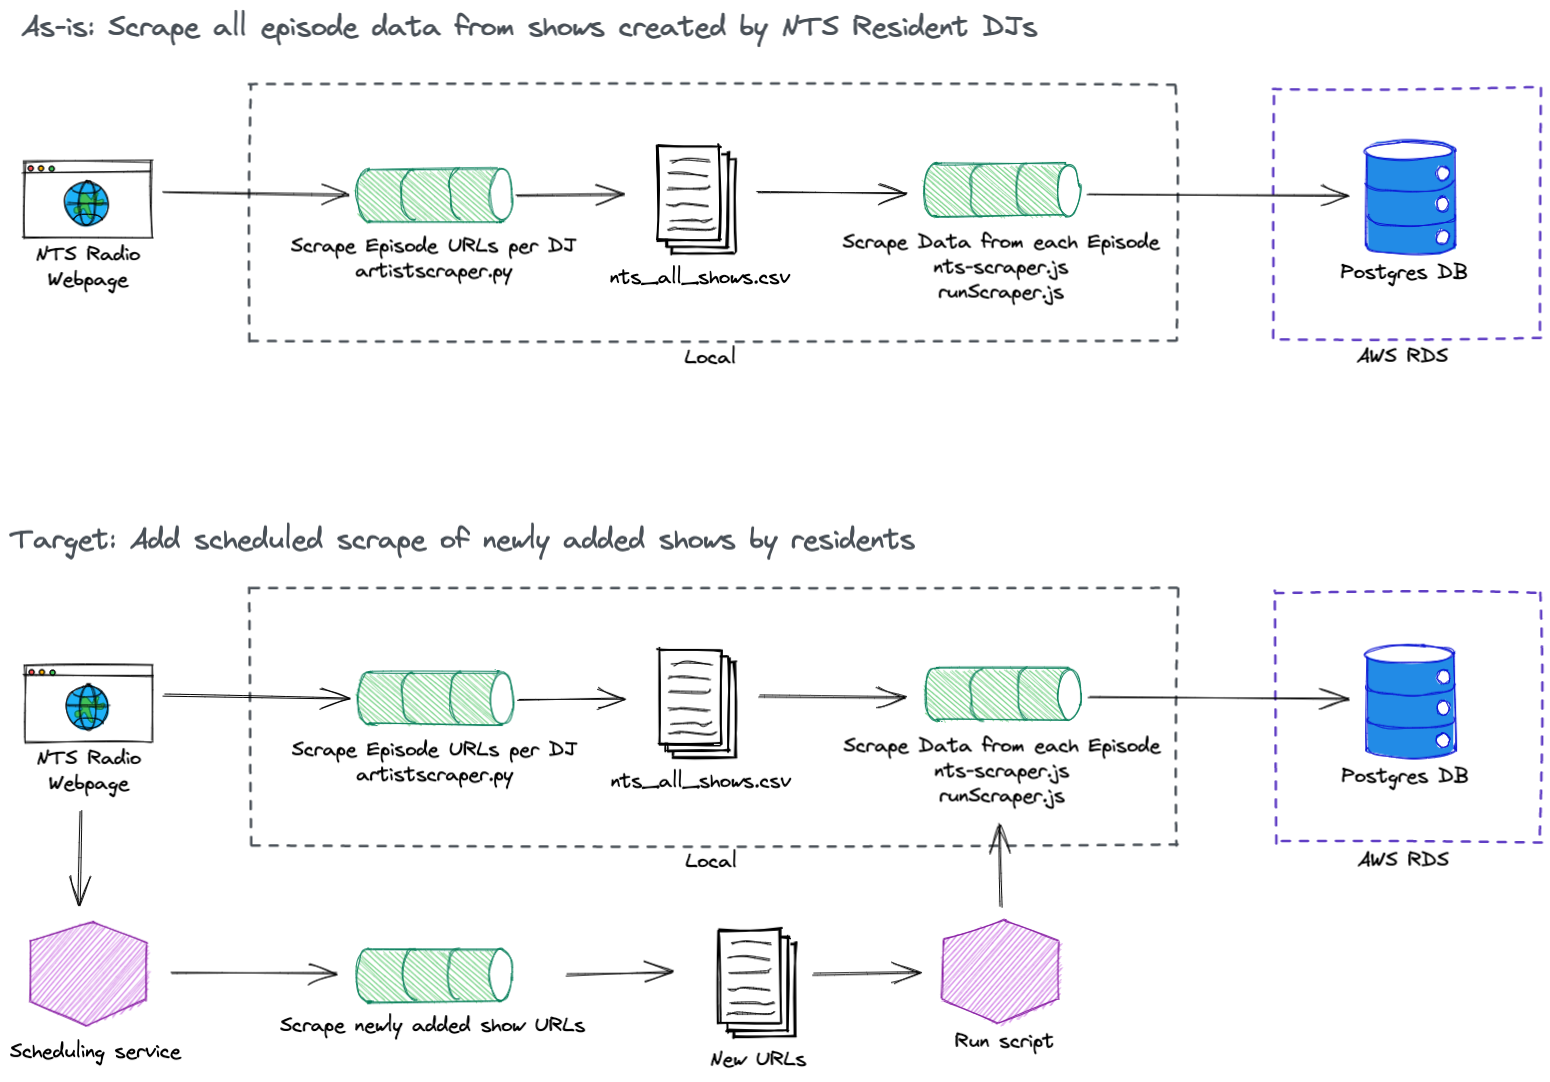 As-is: Scrape all episode data from shows created by NTS Resident DJs
NTS Radio
Webpage
Scrape Episode URLs per DJ
artistscraper.py
nts_all_shows.csv
Scrape Data from each Episode
nts-scraper.js
runScraper.js
Postgres DB
Local
AWS RDS
Target: Add scheduled scrape of newly added shows by residents
NTS Radio
Webpage
Scrape Episode URLs per DJ
artistscraper.py
nts_all_shows.csv
Scrape Data from each Episode
nts-scraper.js
runScraper.js
Postgres DB
Local
AWS RDS
Scheduling service
Scrape newly added show URLs
New URLs
Run script